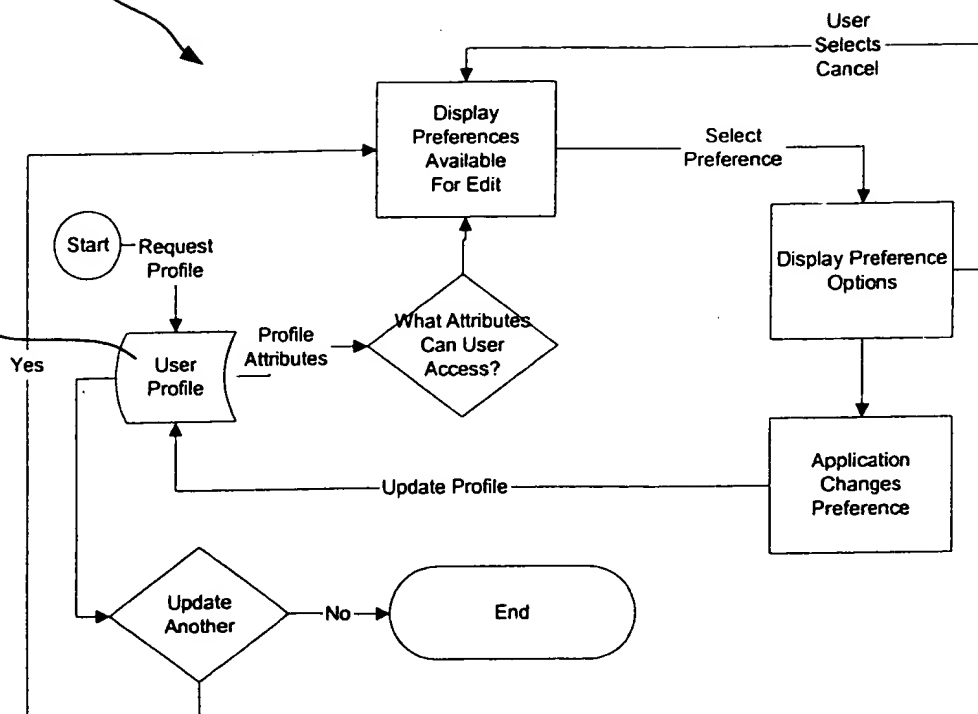 User
Selects
Cancel
Display
Preferences
Available
For Edit
Select
Preference
Start
Request
Profile
Display Preference
Options
What Attributes
Can User
Access?
Profile
Attributes
User
Profile
Yes
Application
Changes
Preference
Update Profile
Update
Another
No
End